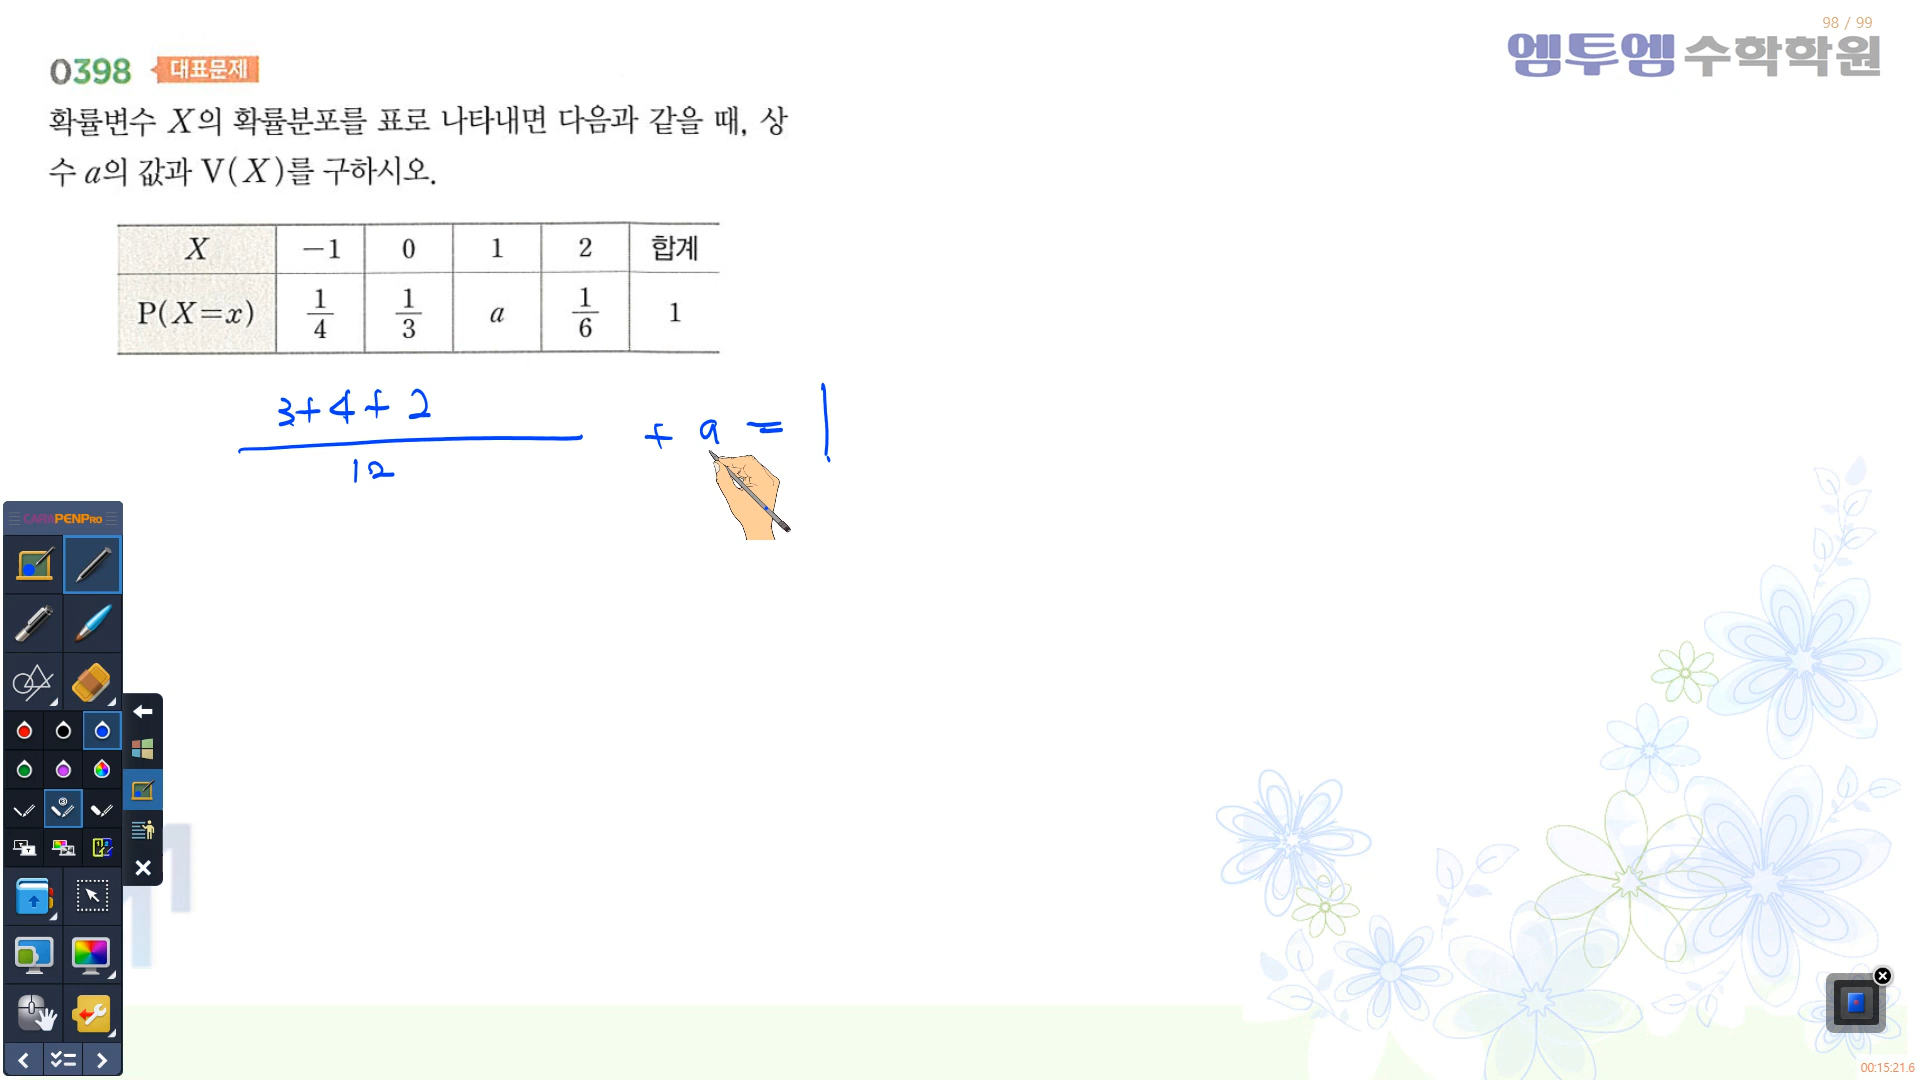 98 / 99
엠투엠 수학학원
0398 대표문제
확률변수 X의 확률분포를 표로 나타내면 다음과 같을 때, 상
수 a의 값과 V(X)를 구하시오.
X -1 0 1 2 합계
P(X=x) 1/4 1/3 a 1/6 1
3+4+2 / 12 + a = 1
PENPRO
00:15:21.6